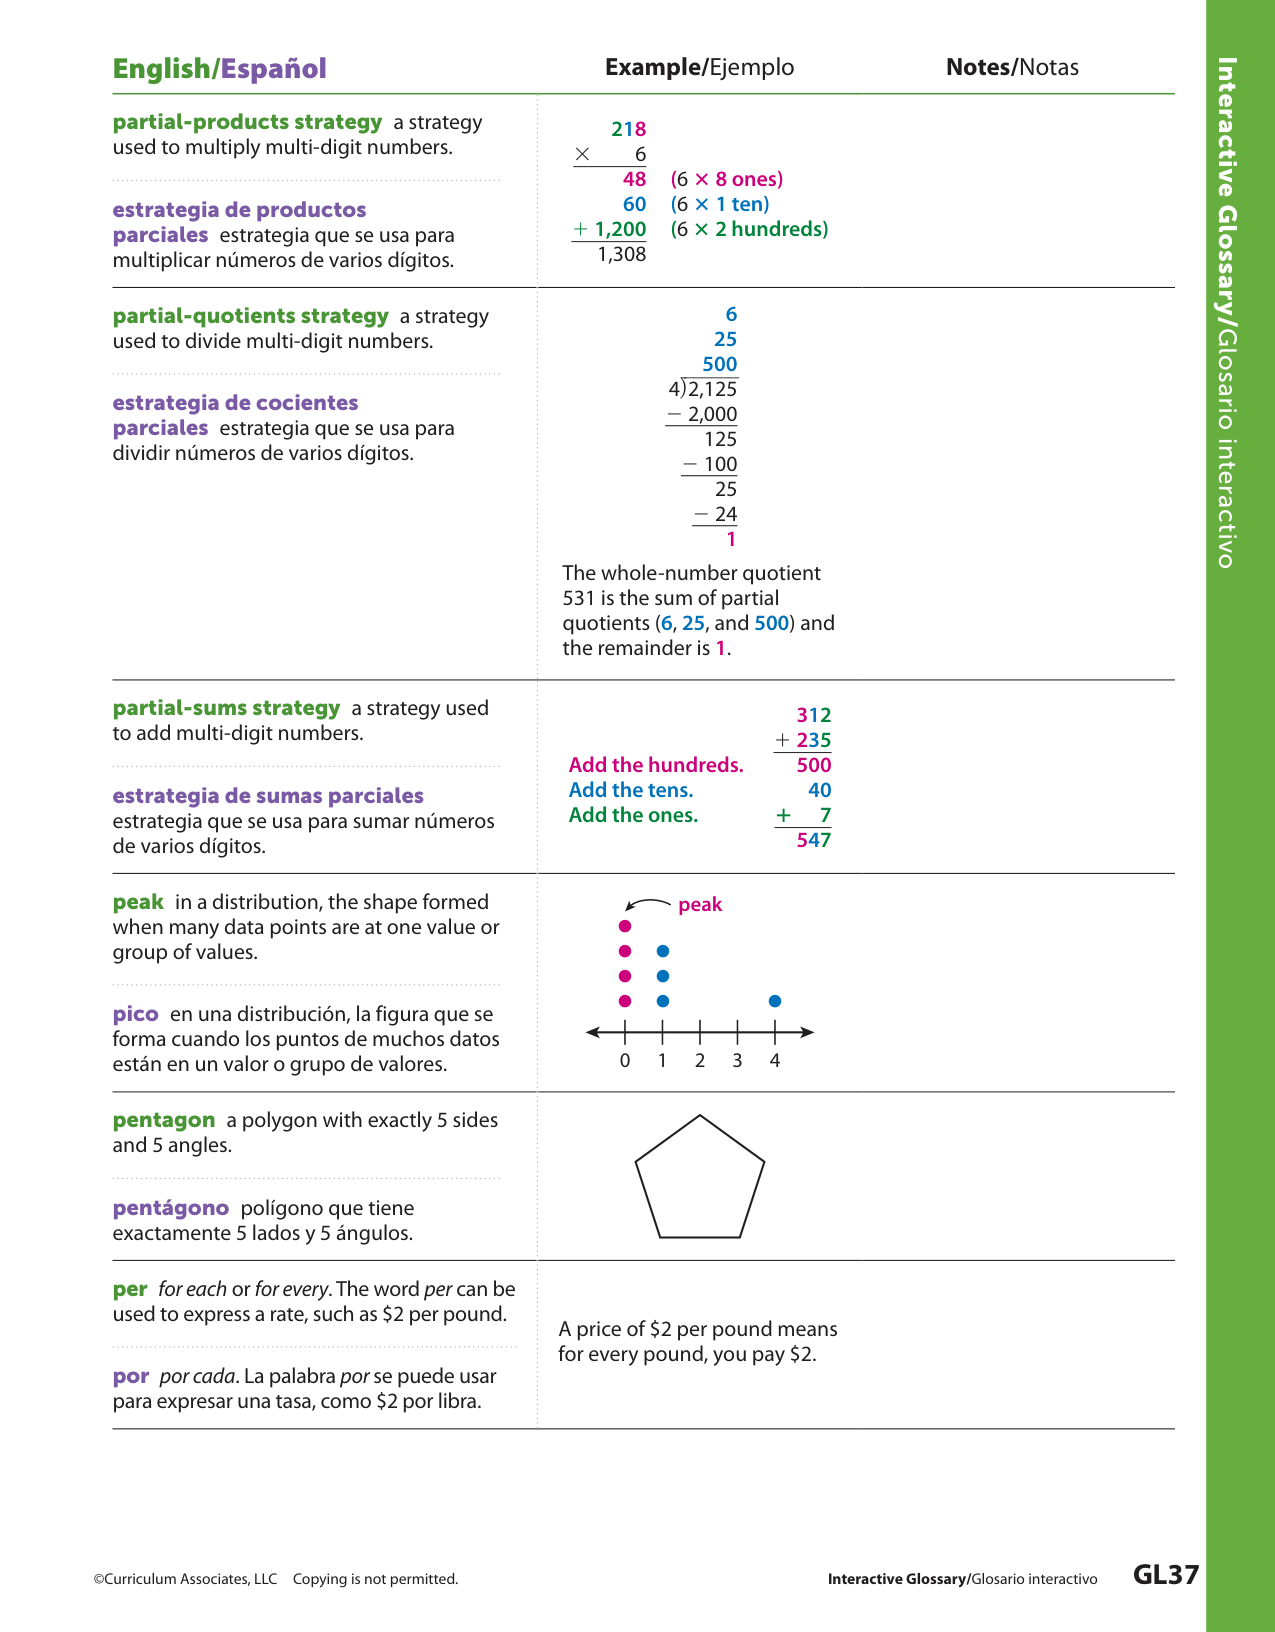 English/Español
Example/Ejemplo
Notes/Notas
partial-products strategy a strategy
used to multiply multi-digit numbers.
estrategia de productos
parciales estrategia que se usa para
multiplicar números de varios dígitos.
218
× 6
48 (6 × 8 ones)
60 (6 × 1 ten)
+ 1,200 (6 × 2 hundreds)
1,308
partial-quotients strategy a strategy
used to divide multi-digit numbers.
estrategia de cocientes
parciales estrategia que se usa para
dividir números de varios dígitos.
6
25
500
4)2,125
− 2,000
125
− 100
25
− 24
1
The whole-number quotient
531 is the sum of partial
quotients (6, 25, and 500) and
the remainder is 1.
partial-sums strategy a strategy used
to add multi-digit numbers.
estrategia de sumas parciales
estrategia que se usa para sumar números
de varios dígitos.
312
+ 235
Add the hundreds. 500
Add the tens. 40
Add the ones. + 7
547
peak in a distribution, the shape formed
when many data points are at one value or
group of values.
pico en una distribución, la figura que se
forma cuando los puntos de muchos datos
están en un valor o grupo de valores.
peak
0 1 2 3 4
pentagon a polygon with exactly 5 sides
and 5 angles.
pentágono polígono que tiene
exactamente 5 lados y 5 ángulos.
per for each or for every. The word per can be
used to express a rate, such as $2 per pound.
por por cada. La palabra por se puede usar
para expresar una tasa, como $2 por libra.
A price of $2 per pound means
for every pound, you pay $2.
Interactive Glossary/Glosario interactivo
©Curriculum Associates, LLC Copying is not permitted.
Interactive Glossary/Glosario interactivo GL37